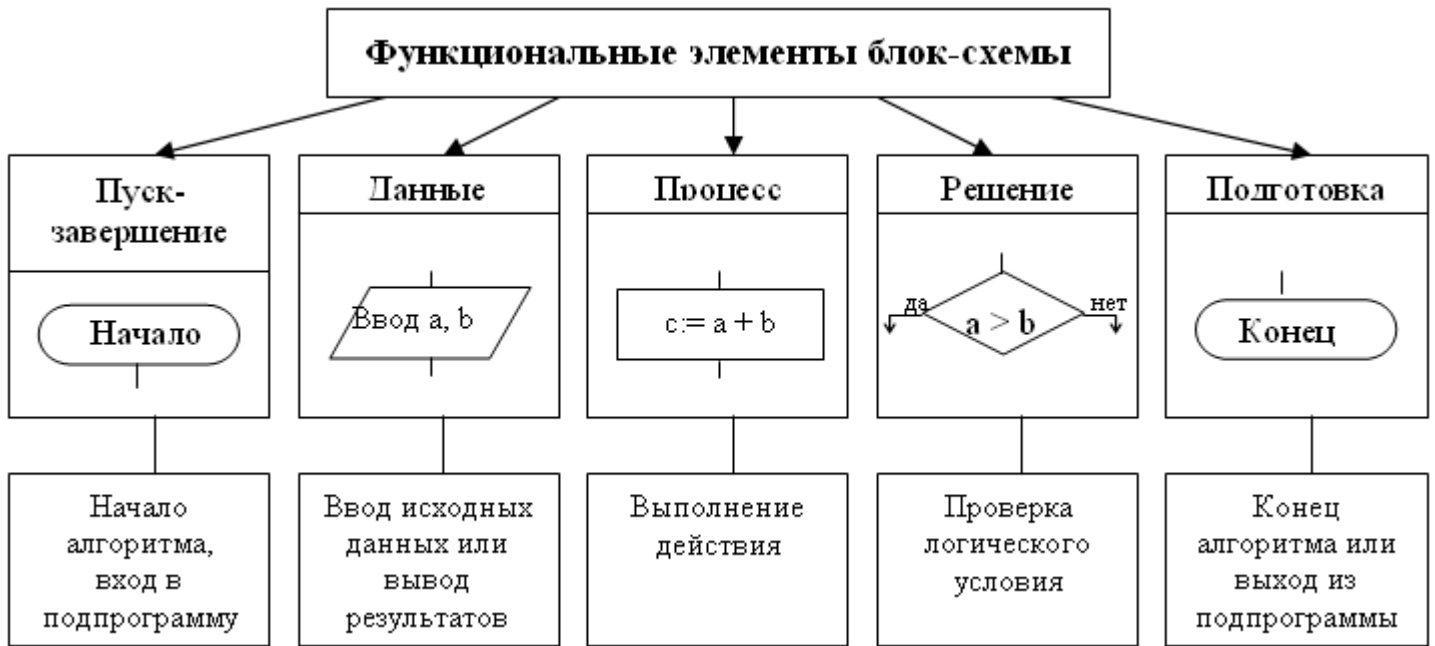 Функциональные элементы блок-схемы
Пуск-
завершение
Начало
Начало
алгоритма,
вход в
подпрограмму
Данные
Ввод a, b
Ввод исходных
данных или
вывод
результатов
Процесс
c:= a + b
Выполнение
действия
Решение
да
a > b
нет
Проверка
логического
условия
Подготовка
Конец
Конец
алгоритма или
выход из
подпрограммы